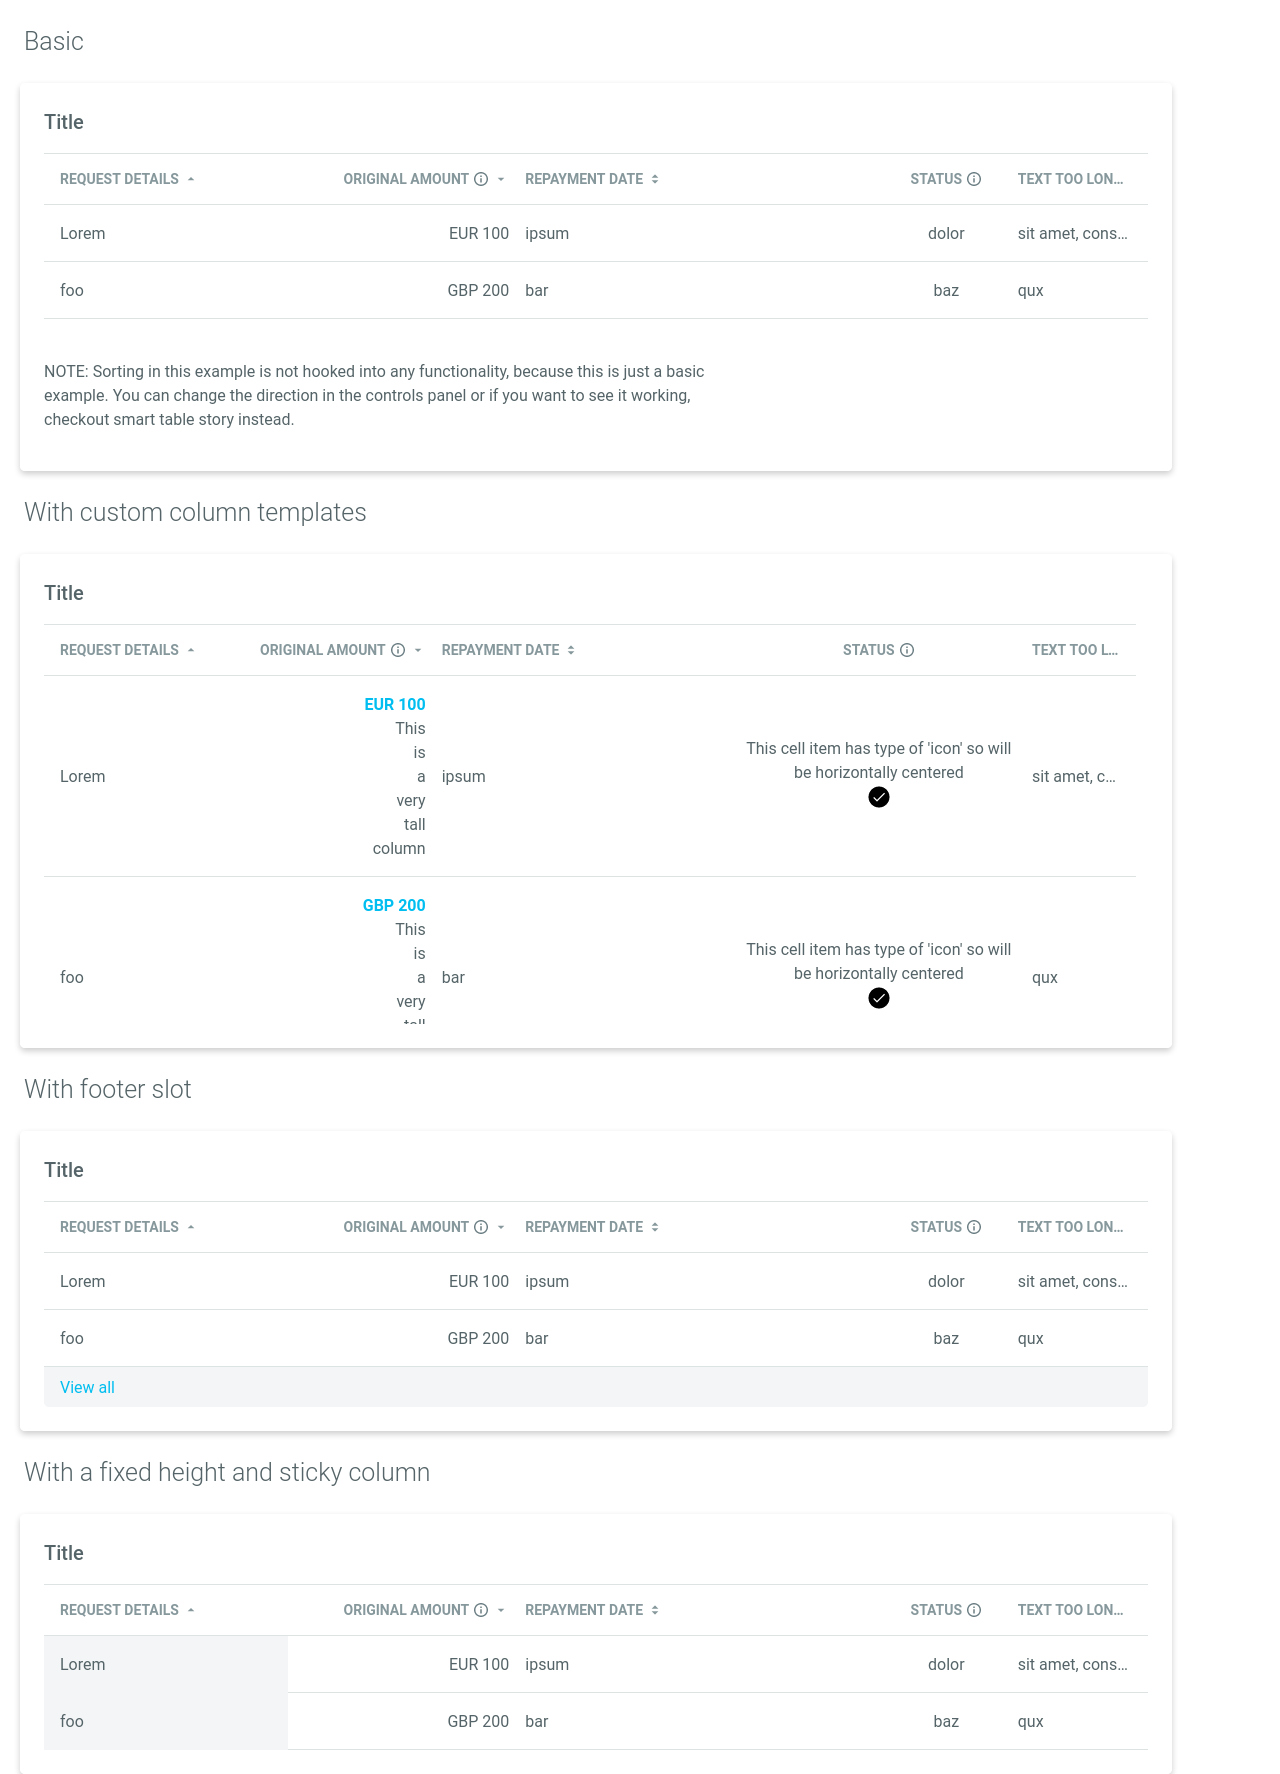 Basic
Title
REQUEST DETAILS ORIGINAL AMOUNT REPAYMENT DATE STATUS TEXT TOO LON...
Lorem EUR 100 ipsum dolor sit amet, cons...
foo GBP 200 bar baz qux
NOTE: Sorting in this example is not hooked into any functionality, because this is just a basic
example. You can change the direction in the controls panel or if you want to see it working,
checkout smart table story instead.
With custom column templates
Title
REQUEST DETAILS ORIGINAL AMOUNT REPAYMENT DATE STATUS TEXT TOO L...
Lorem
EUR 100
This
is
a
very
tall
column
ipsum
This cell item has type of 'icon' so will
be horizontally centered
sit amet, c...
foo
GBP 200
This
is
a
very
tall
bar
This cell item has type of 'icon' so will
be horizontally centered
qux
With footer slot
Title
REQUEST DETAILS ORIGINAL AMOUNT REPAYMENT DATE STATUS TEXT TOO LON...
Lorem EUR 100 ipsum dolor sit amet, cons...
foo GBP 200 bar baz qux
View all
With a fixed height and sticky column
Title
REQUEST DETAILS ORIGINAL AMOUNT REPAYMENT DATE STATUS TEXT TOO LON...
Lorem EUR 100 ipsum dolor sit amet, cons...
foo GBP 200 bar baz qux